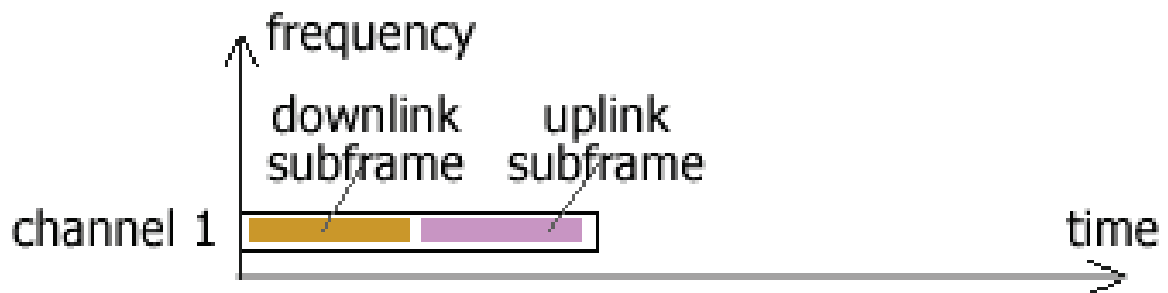 frequency
downlink
subframe
uplink
subframe
channel 1
time